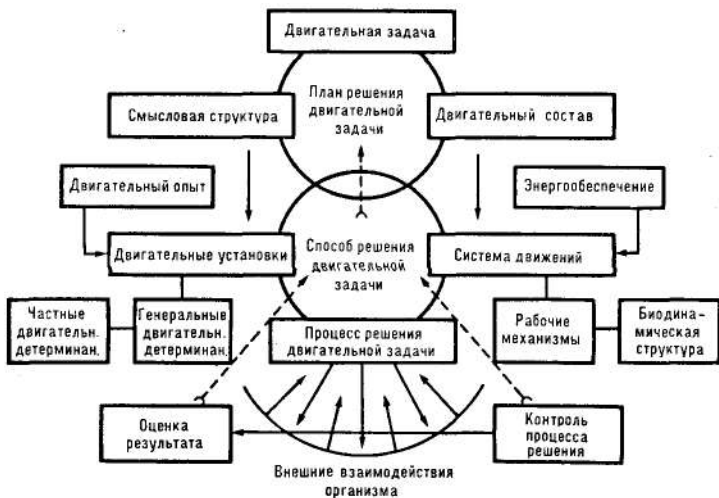 Двигательная задача
План решения
двигательной
задачи
Смысловая структура
Двигательный состав
Двигательный опыт
Энергообеспечение
Двигательные установки
Способ решения
двигательной
задачи
Система движений
Частные
двигательн.
детерминан.
Генеральные
двигательн.
детерминан.
Процесс решения
двигательной задачи
Рабочие
механизмы
Биодина-
мическая
структура
Оценка
результата
Контроль
процесса
решения
Внешние взаимодействия
организма